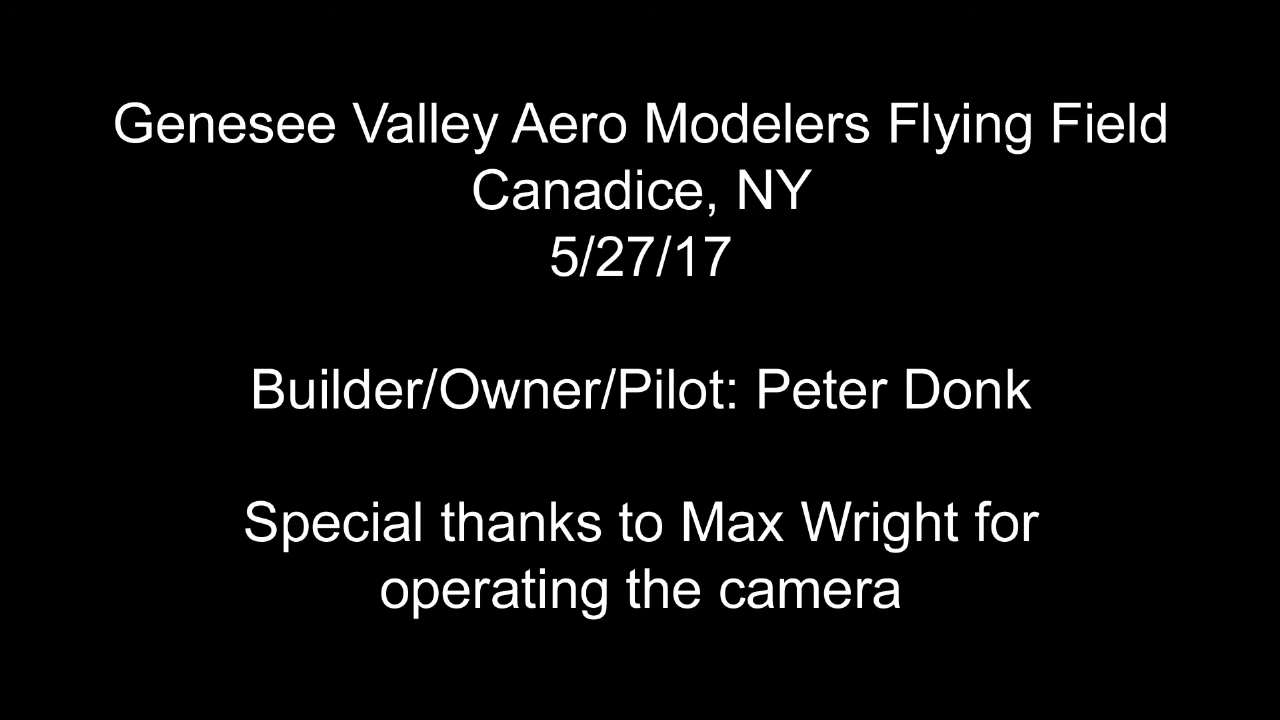 Genesee Valley Aero Modelers Flying Field
Canadice, NY
5/27/17
Builder/Owner/Pilot: Peter Donk
Special thanks to Max Wright for
operating the camera